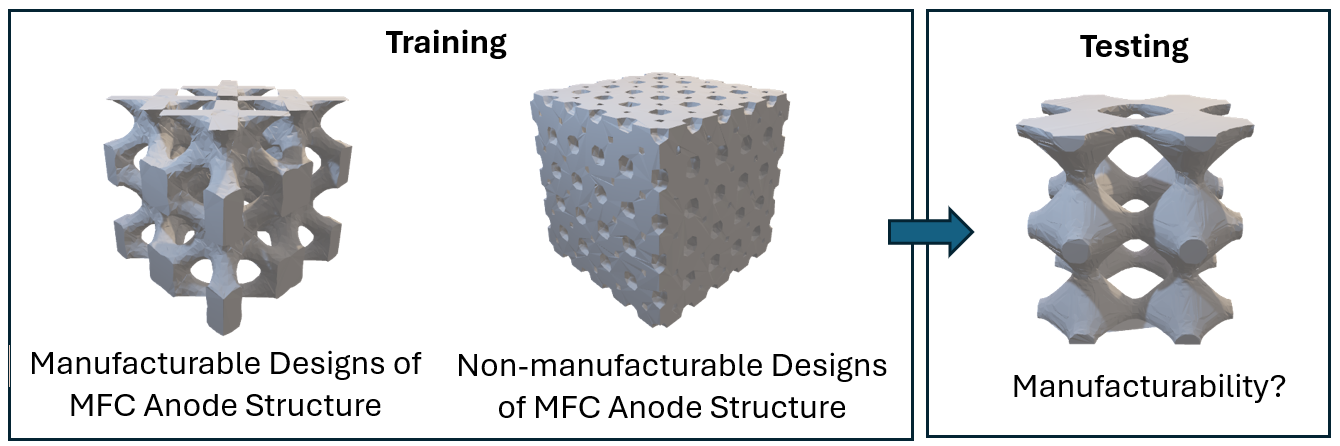 Training
Manufacturable Designs of
MFC Anode Structure
Non-manufacturable Designs
of MFC Anode Structure
Testing
Manufacturability?